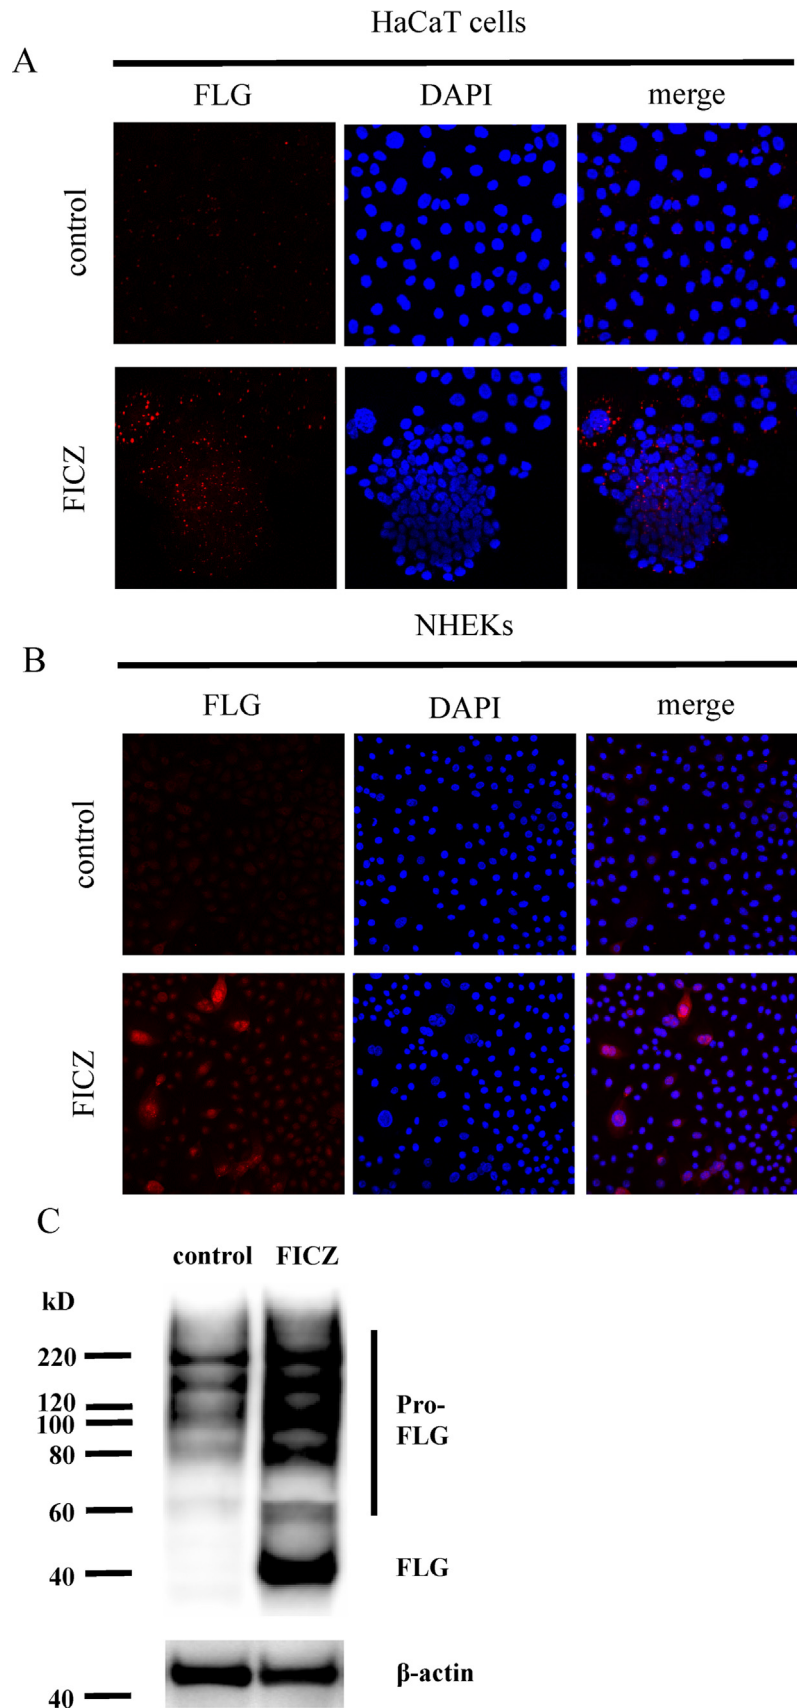 HaCaT cells
A
FLG DAPI merge
control
FICZ
NHEKs
B
FLG DAPI merge
control
FICZ
C
control FICZ
kD
220
120
100
80
60
40
Pro-
FLG
FLG
β-actin
40